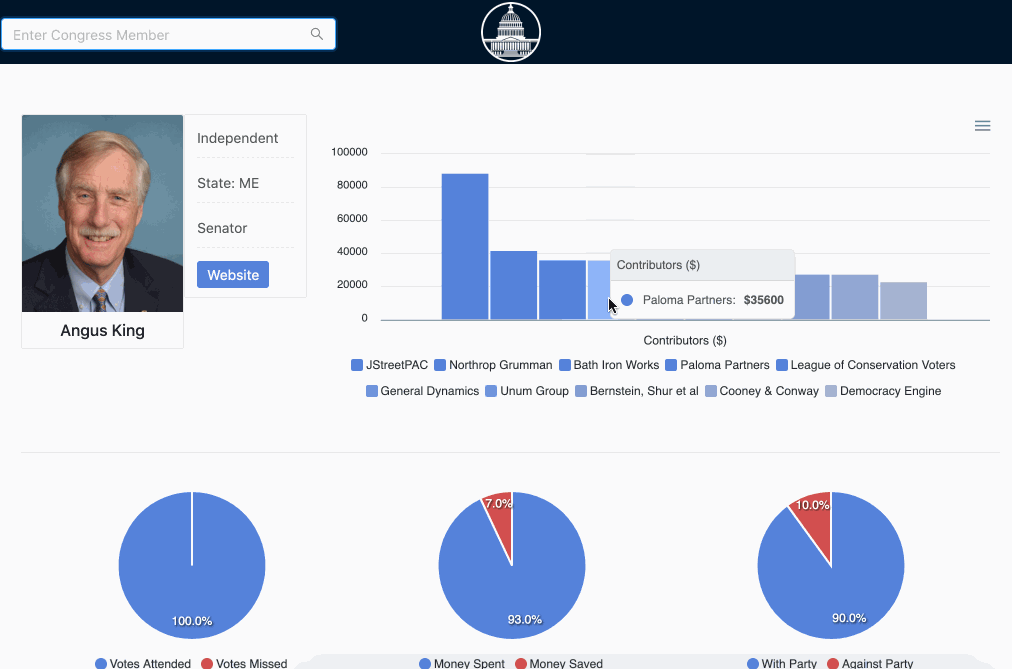 Enter Congress Member
Independent
State: ME
Senator
Website
Angus King
100000
80000
60000
40000
20000
0
Contributors ($)
Paloma Partners: $35600
Contributors ($)
JStreetPAC Northrop Grumman Bath Iron Works Paloma Partners League of Conservation Voters
General Dynamics Unum Group Bernstein, Shur et al Cooney & Conway Democracy Engine
100.0%
Votes Attended Votes Missed
7.0%
93.0%
Money Spent Money Saved
10.0%
90.0%
With Party Against Party